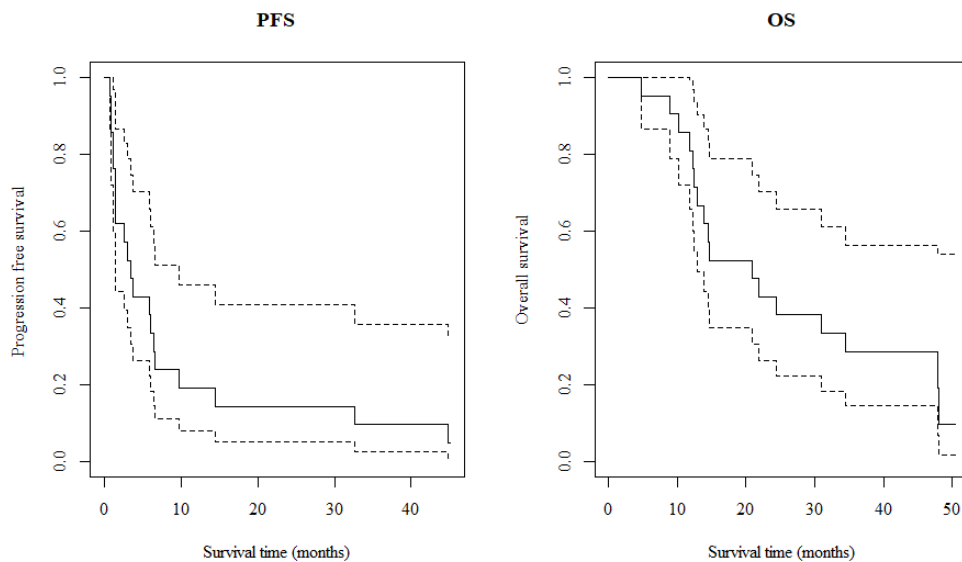 PFS
Progression free survival
1.0
0.8
0.6
0.4
0.2
0.0
0 10 20 30 40
Survival time (months)
OS
Overall survival
1.0
0.8
0.6
0.4
0.2
0.0
0 10 20 30 40 50
Survival time (months)